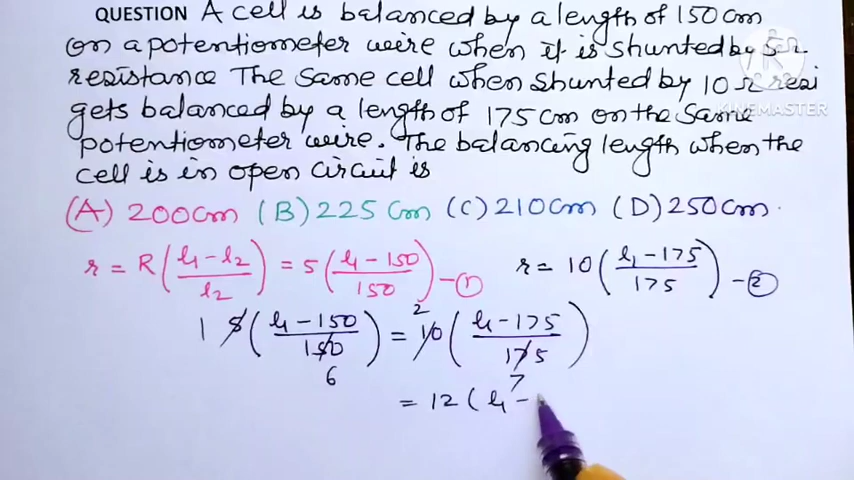 QUESTION A cell is balanced by a length of 150 cm
on a potentiometer wire when it is shunted by 5Ω
resistance The same cell when shunted by 10 Ω resi
KINEMASTER
gets balanced by a length of 175 cm on the same
potentiometer wire. The balancing length when the
cell is in open circuit is
(A) 200cm (B) 225 cm (C) 210cm (D) 250cm.
r = R(l₁ - l₂ / l₂) = 5(l₁ - 150 / 150) - ① r = 10(l₁ - 175 / 175) - ②
1 5(l₁ - 150 / 150) = 2 10(l₁ - 175 / 175)
6 7
= 12 (l₁ -